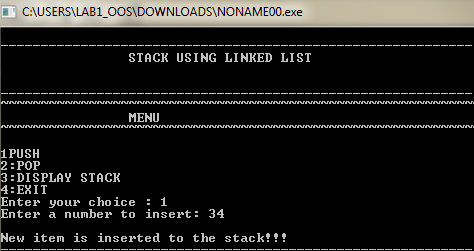 C:\USERS\LAB1_OOS\DOWNLOADS\NONAME00.exe
STACK USING LINKED LIST
MENU
1PUSH
2:POP
3:DISPLAY STACK
4:EXIT
Enter your choice : 1
Enter a number to insert: 34
New item is inserted to the stack!!!